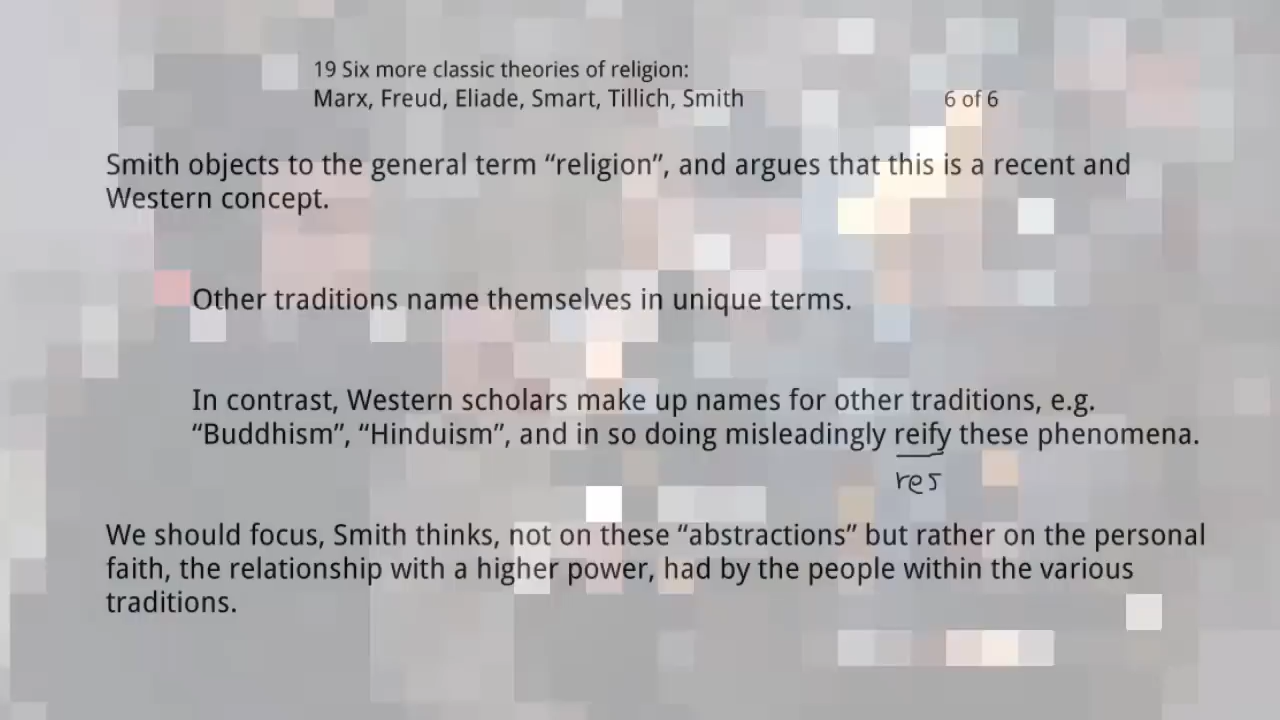 19 Six more classic theories of religion:
Marx, Freud, Eliade, Smart, Tillich, Smith 6 of 6
Smith objects to the general term “religion”, and argues that this is a recent and
Western concept.
Other traditions name themselves in unique terms.
In contrast, Western scholars make up names for other traditions, e.g.
“Buddhism”, “Hinduism”, and in so doing misleadingly reify these phenomena.
res
We should focus, Smith thinks, not on these “abstractions” but rather on the personal
faith, the relationship with a higher power, had by the people within the various
traditions.